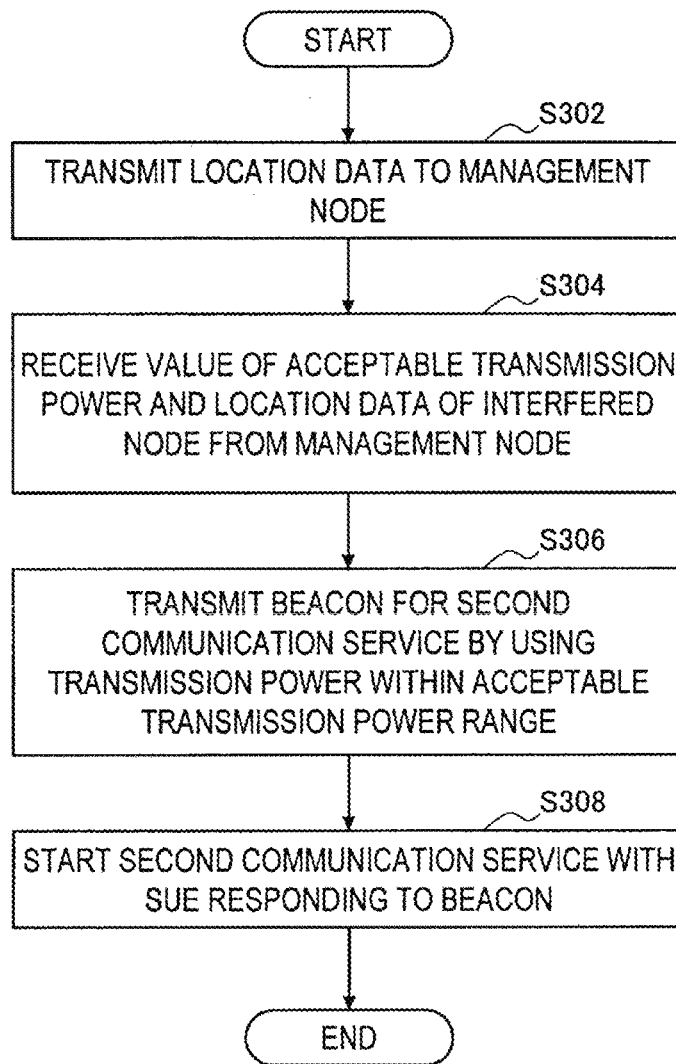 START
S302
TRANSMIT LOCATION DATA TO MANAGEMENT
NODE
S304
RECEIVE VALUE OF ACCEPTABLE TRANSMISSION
POWER AND LOCATION DATA OF INTERFERED
NODE FROM MANAGEMENT NODE
S306
TRANSMIT BEACON FOR SECOND
COMMUNICATION SERVICE BY USING
TRANSMISSION POWER WITHIN ACCEPTABLE
TRANSMISSION POWER RANGE
S308
START SECOND COMMUNICATION SERVICE WITH
SUE RESPONDING TO BEACON
END